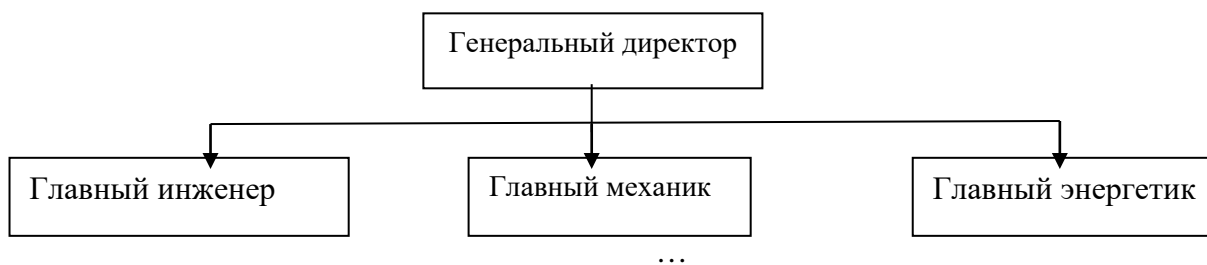 Генеральный директор
Главный инженер
Главный механик
Главный энергетик
…